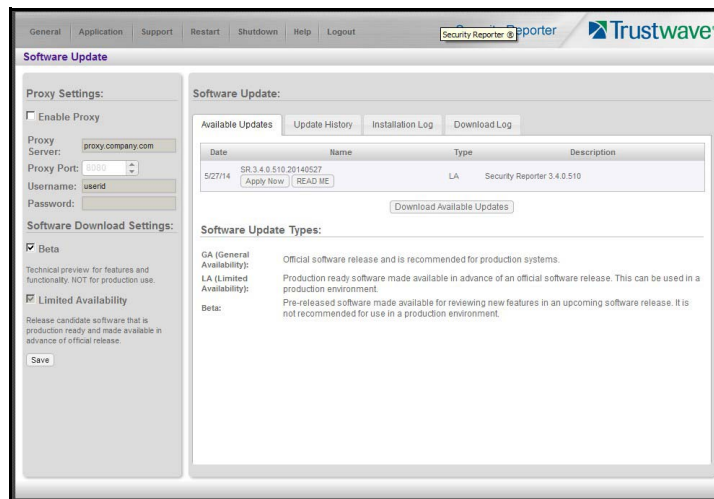 General Application Support Restart Shutdown Help Logout
Security Reporter ®
eporter
Trustwave®
Software Update
Proxy Settings:
Enable Proxy
Proxy Server: proxy.company.com
Proxy Port: 8080
Username: userid
Password:
Software Download Settings:
Beta
Technical preview for features and
functionality. NOT for production use.
Limited Availability
Release candidate software that is
production ready and made available in
advance of official release.
Save
Software Update:
Available Updates Update History Installation Log Download Log
Date Name Type Description
5/27/14 SR.3.4.0.510.20140527 LA Security Reporter 3.4.0.510
Apply Now READ ME
Download Available Updates
Software Update Types:
GA (General Availability): Official software release and is recommended for production systems.
LA (Limited Availability): Production ready software made available in advance of an official software release. This can be used in a
production environment.
Beta: Pre-released software made available for reviewing new features in an upcoming software release. It is
not recommended for use in a production environment.